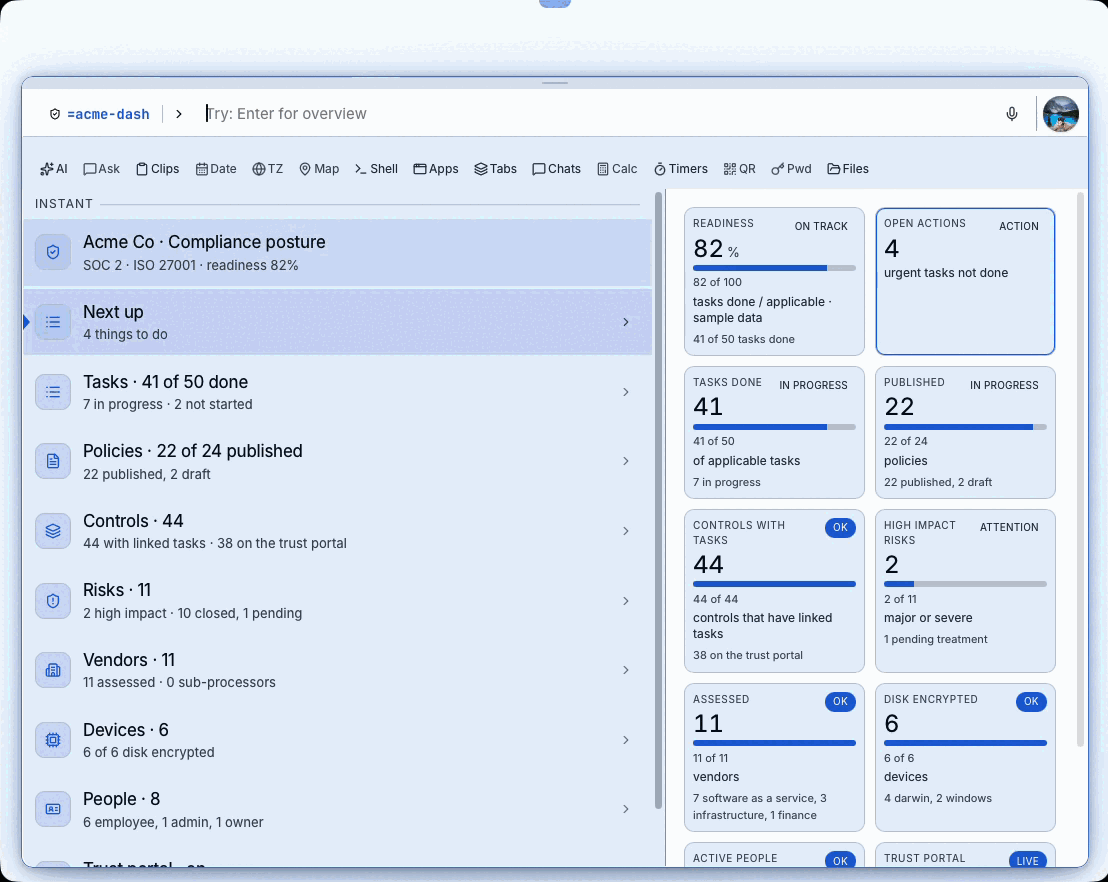 =acme-dash
Try: Enter for overview
AI Ask Clips Date TZ Map Shell Apps Tabs Chats Calc Timers QR Pwd Files
INSTANT
Acme Co · Compliance posture
SOC 2 · ISO 27001 · readiness 82%
Next up
4 things to do
Tasks · 41 of 50 done
7 in progress · 2 not started
Policies · 22 of 24 published
22 published, 2 draft
Controls · 44
44 with linked tasks · 38 on the trust portal
Risks · 11
2 high impact · 10 closed, 1 pending
Vendors · 11
11 assessed · 0 sub-processors
Devices · 6
6 of 6 disk encrypted
People · 8
6 employee, 1 admin, 1 owner
READINESS
ON TRACK
82 %
82 of 100
tasks done / applicable ·
sample data
41 of 50 tasks done
OPEN ACTIONS
ACTION
4
urgent tasks not done
TASKS DONE
IN PROGRESS
41
41 of 50
of applicable tasks
7 in progress
PUBLISHED
IN PROGRESS
22
22 of 24
policies
22 published, 2 draft
CONTROLS WITH
TASKS
OK
44
44 of 44
controls that have linked
tasks
38 on the trust portal
HIGH IMPACT
RISKS
ATTENTION
2
2 of 11
major or severe
1 pending treatment
ASSESSED
OK
11
11 of 11
vendors
7 software as a service, 3
infrastructure, 1 finance
DISK ENCRYPTED
OK
6
6 of 6
devices
4 darwin, 2 windows
ACTIVE PEOPLE
OK
TRUST PORTAL
LIVE